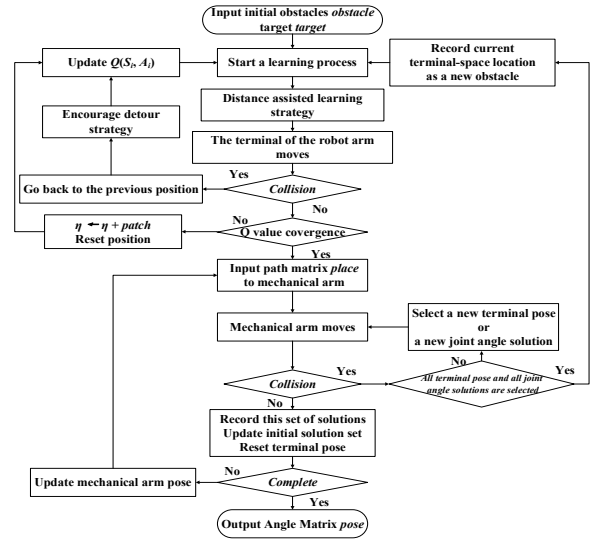 Input initial obstacles obstacle
target target
Update Q(Si, Ai)
Start a learning process
Record current
terminal-space location
as a new obstacle
Encourage detour
strategy
Distance assisted learning
strategy
The terminal of the robot arm
moves
Yes
Go back to the previous position
Collision
No
No
η ← η + patch
Reset position
Q value covergence
Yes
Input path matrix place
to mechanical arm
Select a new terminal pose
or
a new joint angle solution
Mechanical arm moves
Yes
No
Yes
Collision
All terminal pose and all joint
angle solutions are selected
No
Record this set of solutions
Update initial solution set
Reset terminal pose
No
Update mechanical arm pose
Complete
Yes
Output Angle Matrix pose